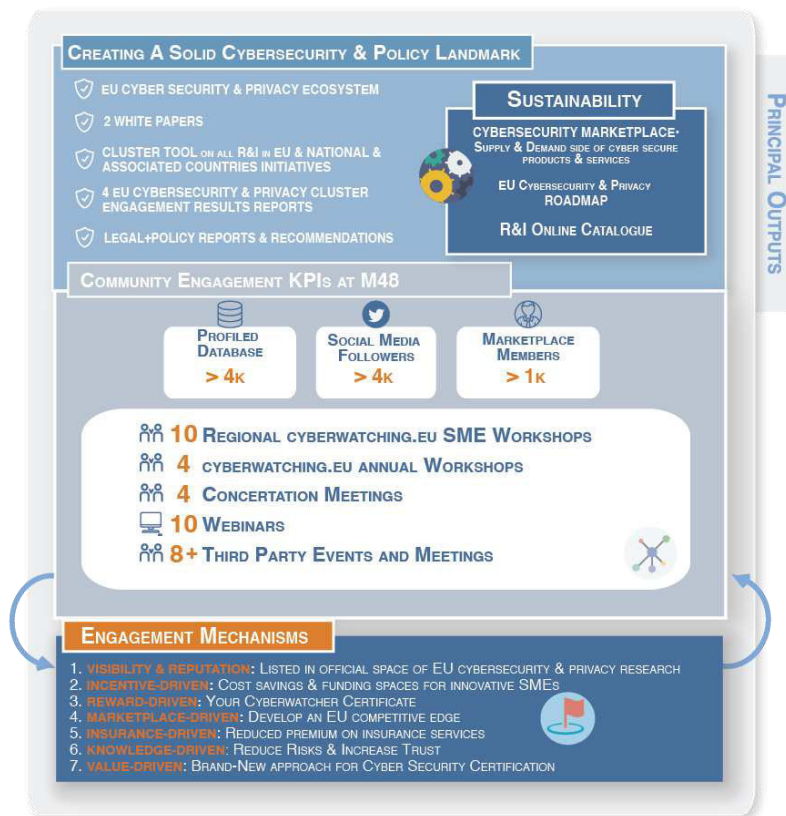 CREATING A SOLID CYBERSECURITY & POLICY LANDMARK
EU CYBER SECURITY & PRIVACY ECOSYSTEM
2 WHITE PAPERS
CLUSTER TOOL ON ALL R&I IN EU & NATIONAL &
ASSOCIATED COUNTRIES INITIATIVES
4 EU CYBERSECURITY & PRIVACY CLUSTER
ENGAGEMENT RESULTS REPORTS
LEGAL+POLICY REPORTS & RECOMMENDATIONS
SUSTAINABILITY
CYBERSECURITY MARKETPLACE-
SUPPLY & DEMAND SIDE OF CYBER SECURE
PRODUCTS & SERVICES
EU CYBERSECURITY & PRIVACY
ROADMAP
R&I ONLINE CATALOGUE
PRINCIPAL OUTPUTS
COMMUNITY ENGAGEMENT KPIS AT M48
PROFILED
DATABASE
> 4K
SOCIAL MEDIA
FOLLOWERS
> 4K
MARKETPLACE
MEMBERS
> 1K
10 REGIONAL CYBERWATCHING.EU SME WORKSHOPS
4 CYBERWATCHING.EU ANNUAL WORKSHOPS
4 CONCERTATION MEETINGS
10 WEBINARS
8+ THIRD PARTY EVENTS AND MEETINGS
ENGAGEMENT MECHANISMS
1. VISIBILITY & REPUTATION: LISTED IN OFFICIAL SPACE OF EU CYBERSECURITY & PRIVACY RESEARCH
2. INCENTIVE-DRIVEN: COST SAVINGS & FUNDING SPACES FOR INNOVATIVE SMES
3. REWARD-DRIVEN: YOUR CYBERWATCHER CERTIFICATE
4. MARKETPLACE-DRIVEN: DEVELOP AN EU COMPETITIVE EDGE
5. INSURANCE-DRIVEN: REDUCED PREMIUM ON INSURANCE SERVICES
6. KNOWLEDGE-DRIVEN: REDUCE RISKS & INCREASE TRUST
7. VALUE-DRIVEN: BRAND-NEW APPROACH FOR CYBER SECURITY CERTIFICATION